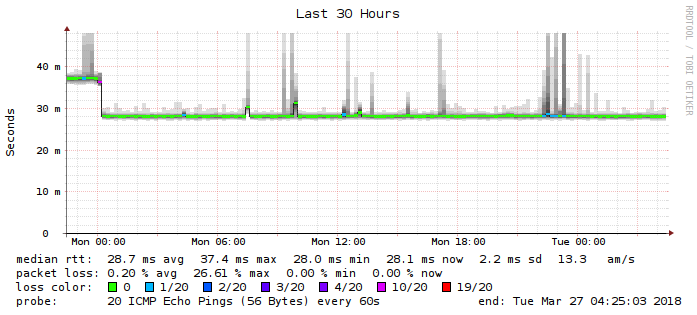 Last 30 Hours
RRDTOOL / TOBI OETIKER
Seconds
40 m
30 m
20 m
10 m
0
Mon 00:00 Mon 06:00 Mon 12:00 Mon 18:00 Tue 00:00
median rtt: 28.7 ms avg 37.4 ms max 28.0 ms min 28.1 ms now 2.2 ms sd 13.3 am/s
packet loss: 0.20 % avg 26.61 % max 0.00 % min 0.00 % now
loss color: 0 1/20 2/20 3/20 4/20 10/20 19/20
probe: 20 ICMP Echo Pings (56 Bytes) every 60s end: Tue Mar 27 04:25:03 2018